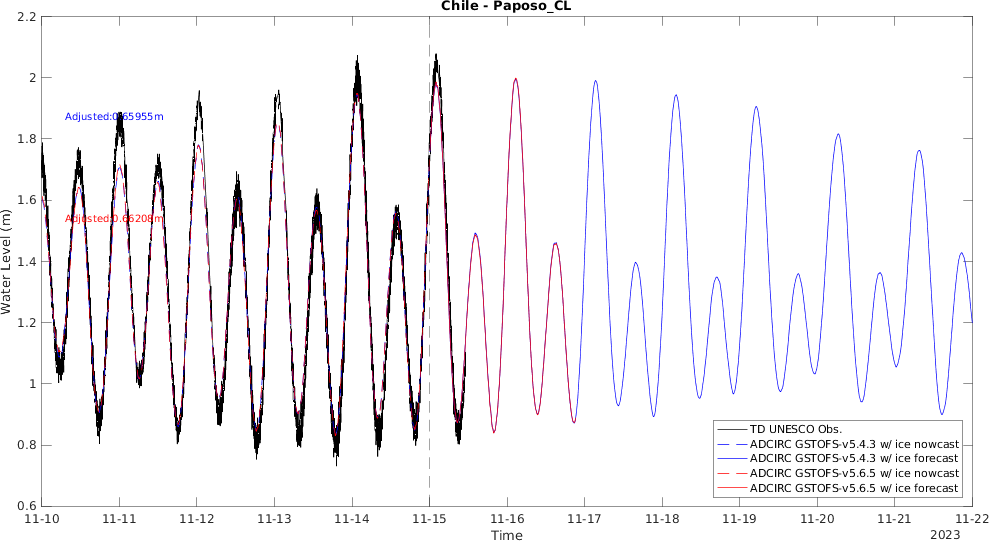 Chile - Paposo_CL
2.2
2
1.8
1.6
1.4
1.2
1
0.8
0.6
Water Level (m)
Adjusted:0.65955m
Adjusted:0.66208m
TD UNESCO Obs.
ADCIRC GSTOFS-v5.4.3 w/ ice nowcast
ADCIRC GSTOFS-v5.4.3 w/ ice forecast
ADCIRC GSTOFS-v5.6.5 w/ ice nowcast
ADCIRC GSTOFS-v5.6.5 w/ ice forecast
11-10 11-11 11-12 11-13 11-14 11-15 11-16 11-17 11-18 11-19 11-20 11-21 11-22
Time
2023